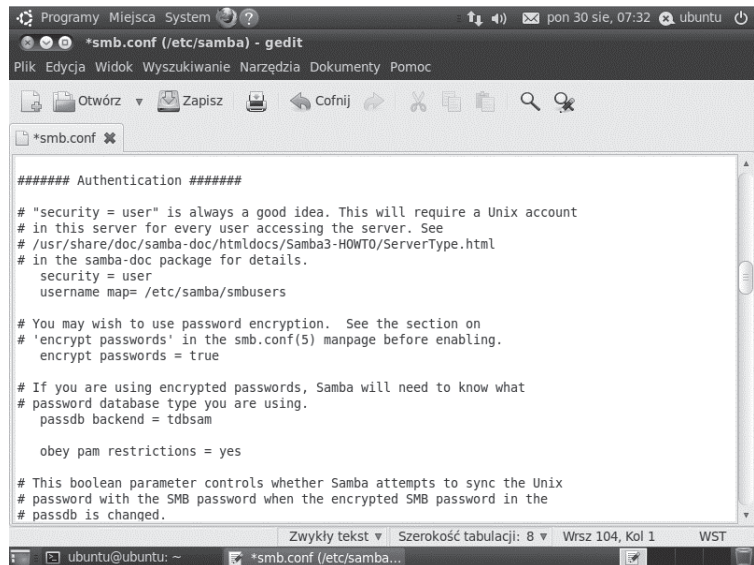 Programy Miejsca System pon 30 sie, 07:32 ubuntu
*smb.conf (/etc/samba) - gedit
Plik Edycja Widok Wyszukiwanie Narzędzia Dokumenty Pomoc
Otwórz Zapisz Cofnij
*smb.conf
####### Authentication #######
# "security = user" is always a good idea. This will require a Unix account
# in this server for every user accessing the server. See
# /usr/share/doc/samba-doc/htmldocs/Samba3-HOWTO/ServerType.html
# in the samba-doc package for details.
security = user
username map= /etc/samba/smbusers
# You may wish to use password encryption.  See the section on
# 'encrypt passwords' in the smb.conf(5) manpage before enabling.
encrypt passwords = true
# If you are using encrypted passwords, Samba will need to know what
# password database type you are using.
passdb backend = tdbsam
obey pam restrictions = yes
# This boolean parameter controls whether Samba attempts to sync the Unix
# password with the SMB password when the encrypted SMB password in the
# passdb is changed.
Zwykły tekst Szerokość tabulacji: 8 Wrsz 104, Kol 1 WST
ubuntu@ubuntu: ~ *smb.conf (/etc/samba...